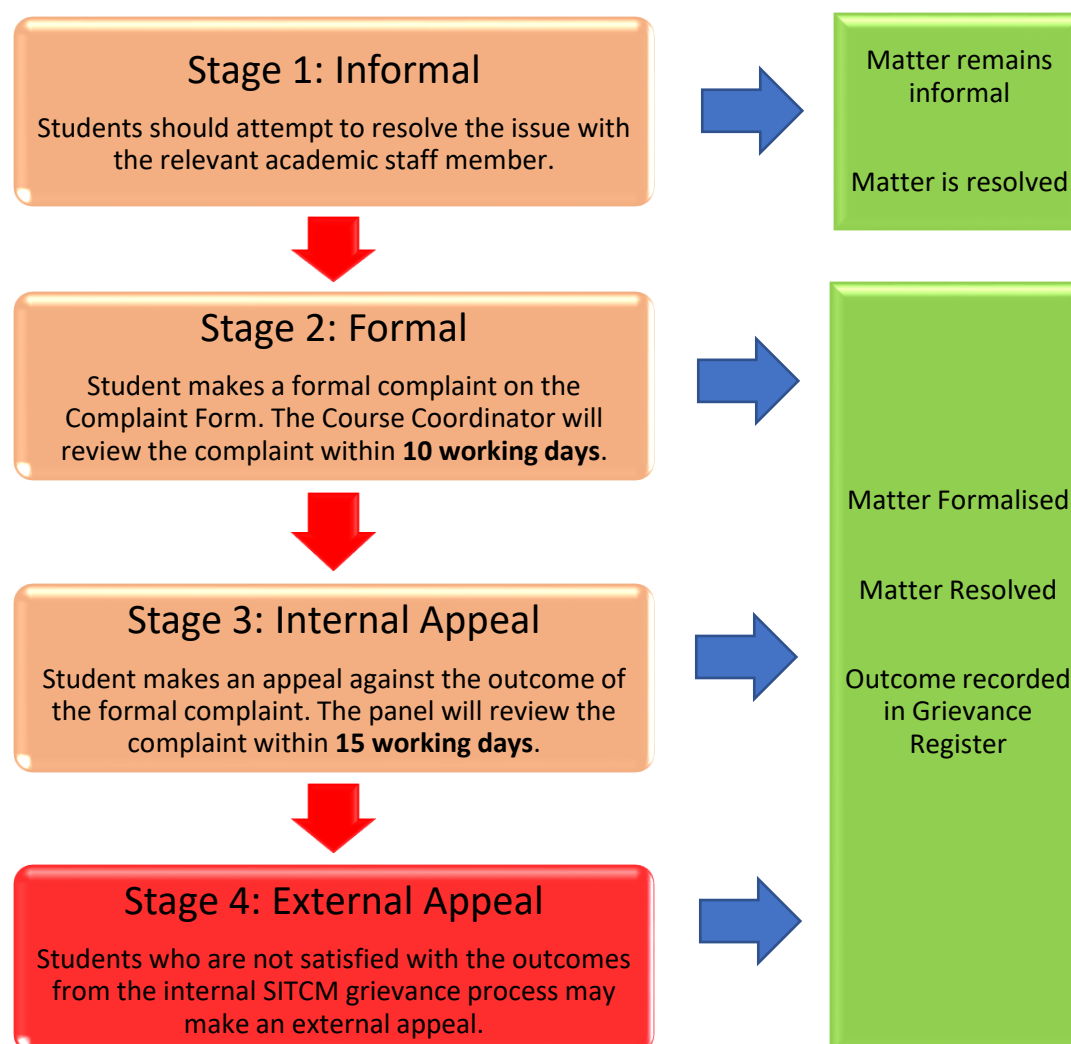 Stage 1: Informal
Students should attempt to resolve the issue with
the relevant academic staff member.
Matter remains
informal
Matter is resolved
Stage 2: Formal
Student makes a formal complaint on the
Complaint Form. The Course Coordinator will
review the complaint within 10 working days.
Stage 3: Internal Appeal
Student makes an appeal against the outcome of
the formal complaint. The panel will review the
complaint within 15 working days.
Stage 4: External Appeal
Students who are not satisfied with the outcomes
from the internal SITCM grievance process may
make an external appeal.
Matter Formalised
Matter Resolved
Outcome recorded
in Grievance
Register